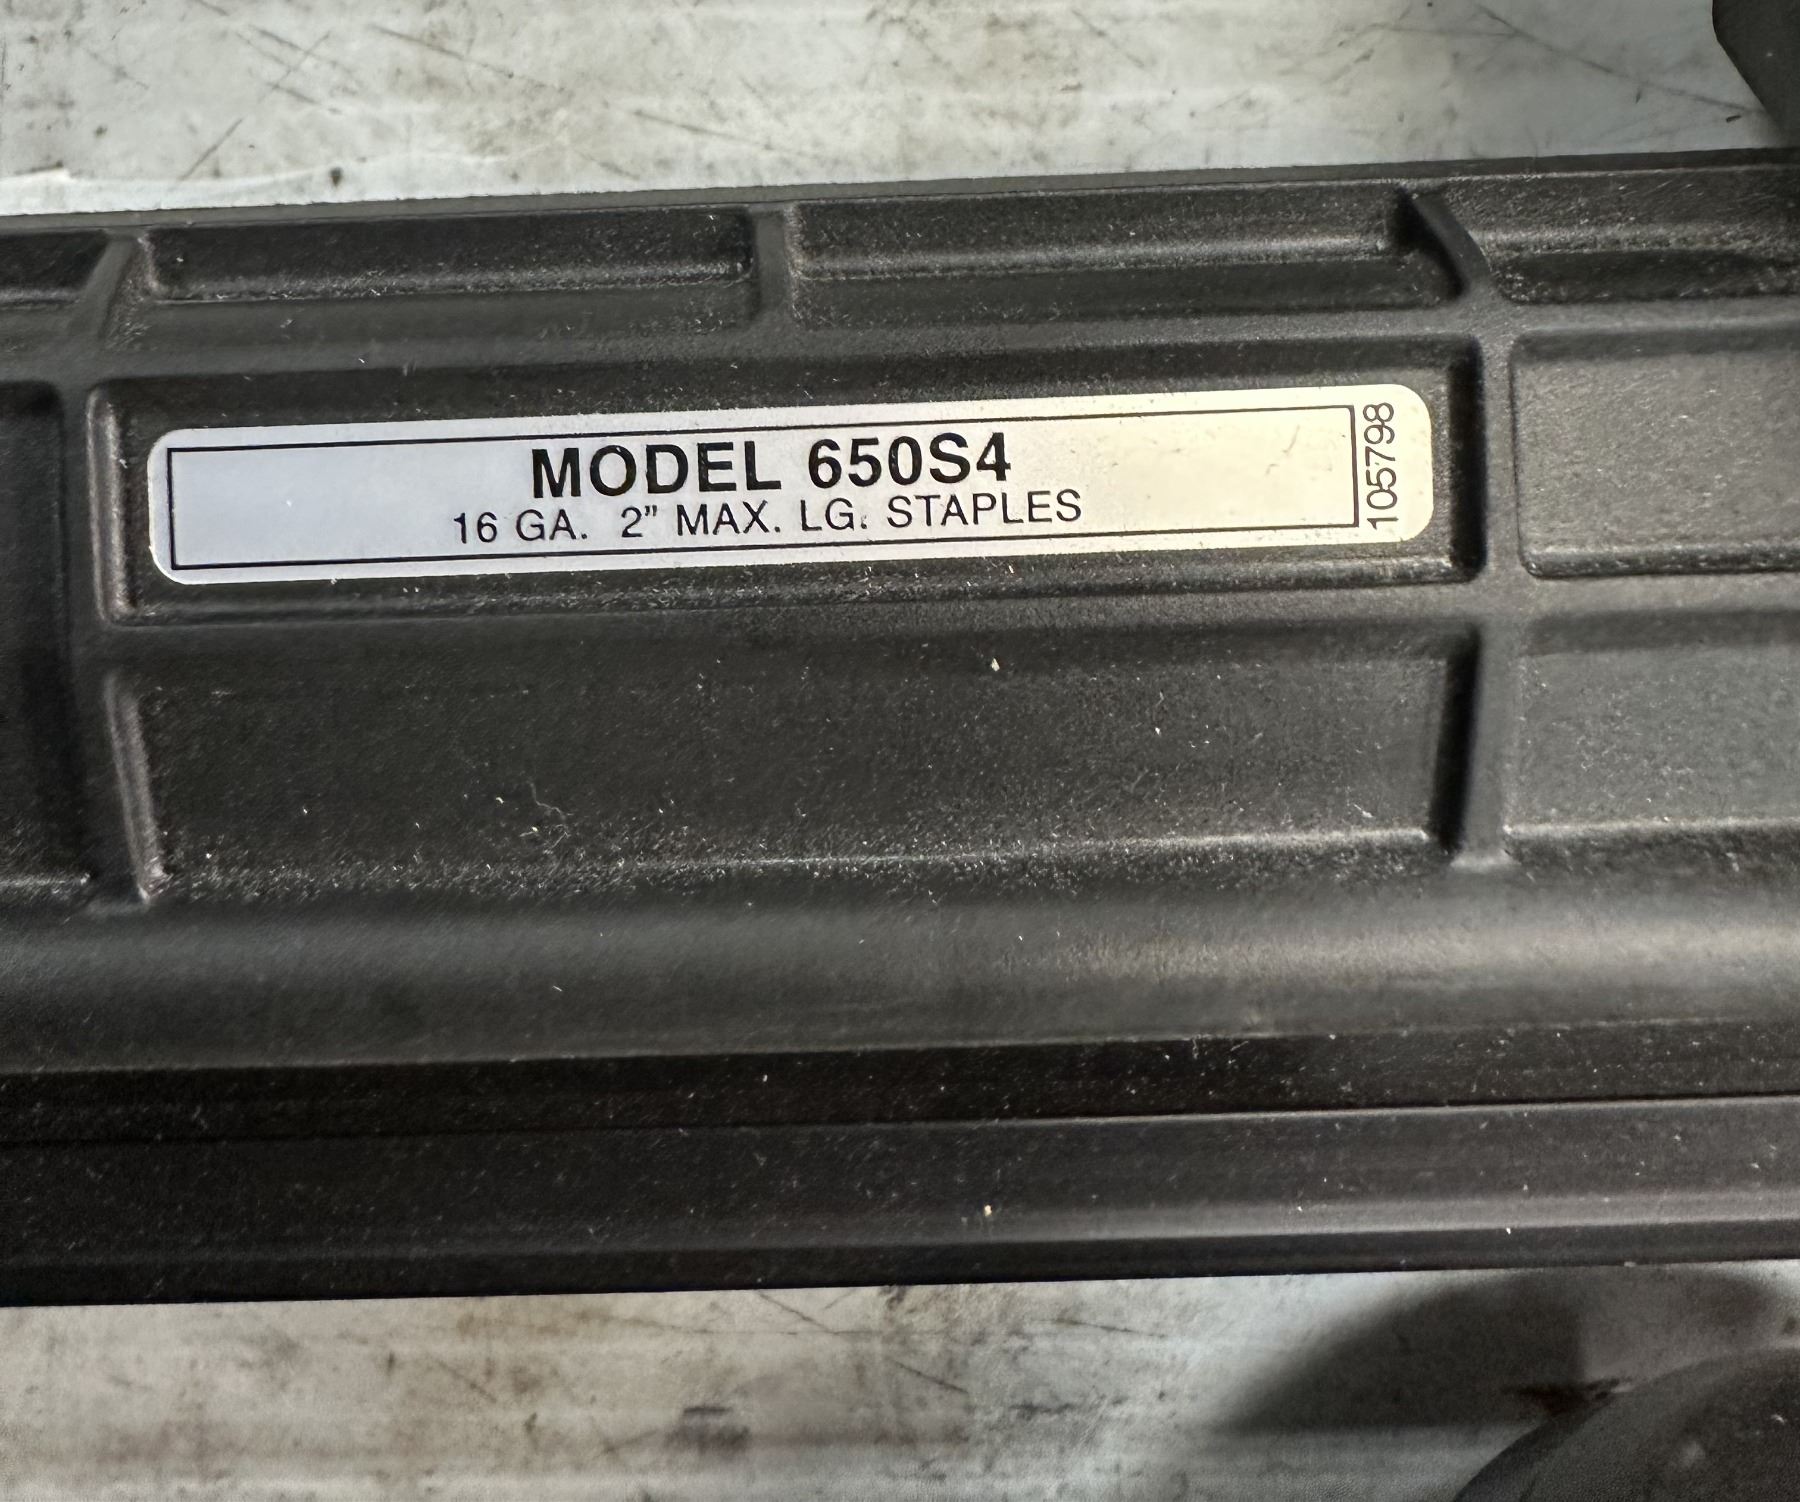 MODEL 650S4
16 GA. 2" MAX. LG. STAPLES
105798